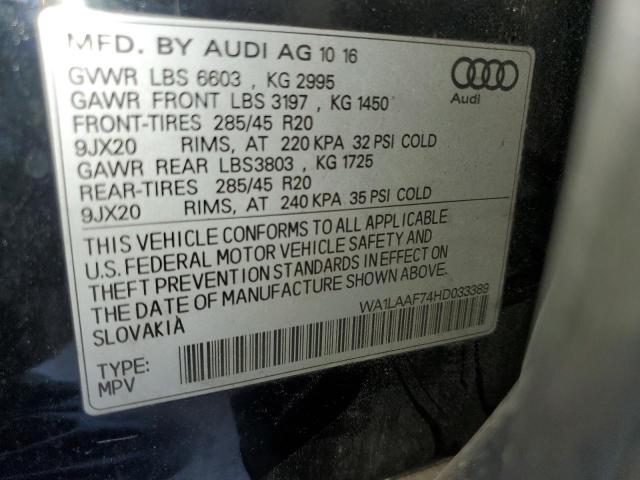 MFD. BY AUDI AG 10 16
GVWR LBS 6603 , KG 2995
GAWR FRONT LBS 3197 , KG 1450
FRONT-TIRES 285/45 R20
9JX20 RIMS, AT 220 KPA 32 PSI COLD
GAWR REAR LBS3803 , KG 1725
REAR-TIRES 285/45 R20
9JX20 RIMS, AT 240 KPA 35 PSI COLD
Audi
THIS VEHICLE CONFORMS TO ALL APPLICABLE
U.S. FEDERAL MOTOR VEHICLE SAFETY AND
THEFT PREVENTION STANDARDS IN EFFECT ON
THE DATE OF MANUFACTURE SHOWN ABOVE.
SLOVAKIA
WA1LAAF74HD033389
TYPE:
MPV